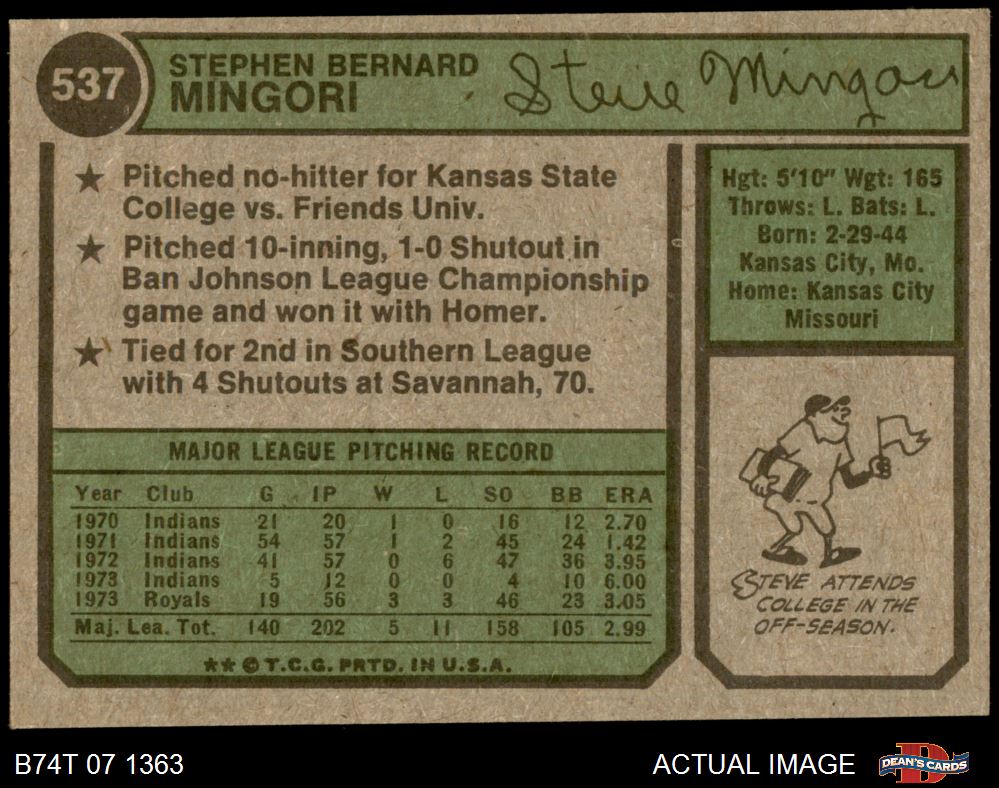 537
STEPHEN BERNARD
MINGORI
Steve Mingori
★ Pitched no-hitter for Kansas State
College vs. Friends Univ.
★ Pitched 10-inning, 1-0 Shutout in
Ban Johnson League Championship
game and won it with Homer.
★ Tied for 2nd in Southern League
with 4 Shutouts at Savannah, 70.
Hgt: 5'10" Wgt: 165
Throws: L. Bats: L.
Born: 2-29-44
Kansas City, Mo.
Home: Kansas City
Missouri
MAJOR LEAGUE PITCHING RECORD
Year Club G IP W L SO BB ERA
1970 Indians 21 20 1 0 16 12 2.70
1971 Indians 54 57 1 2 45 24 1.42
1972 Indians 41 57 0 6 47 36 3.95
1973 Indians 5 12 0 0 4 10 6.00
1973 Royals 19 56 3 3 46 23 3.05
Maj. Lea. Tot. 140 202 5 11 158 105 2.99
★★ © T.C.G. PRTD. IN U.S.A.
STEVE ATTENDS
COLLEGE IN THE
OFF-SEASON.
B74T 07 1363
ACTUAL IMAGE
D
DEAN'S CARDS